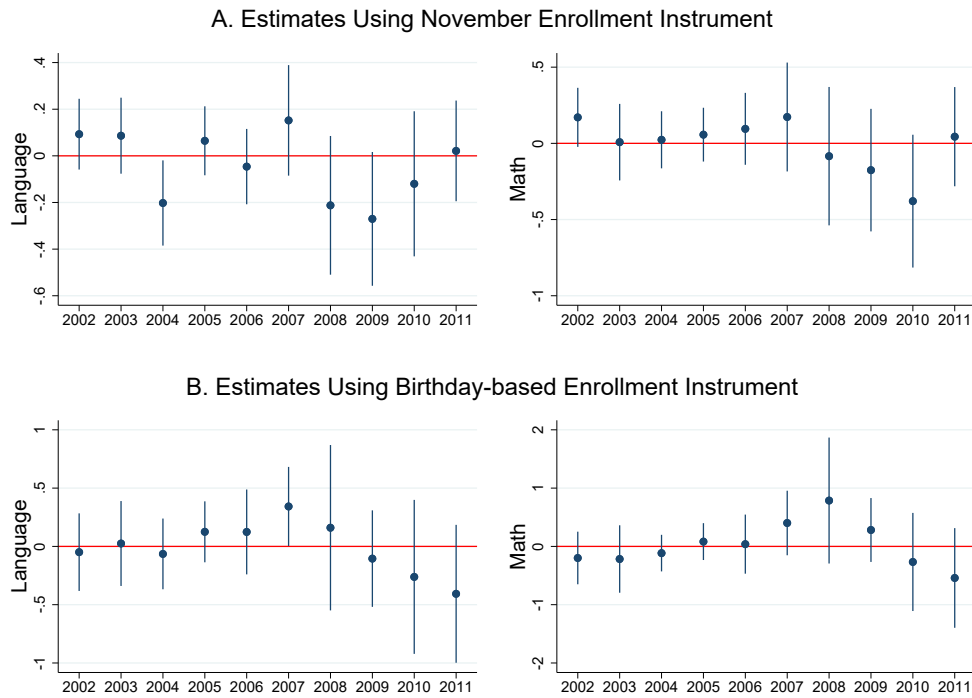 A. Estimates Using November Enrollment Instrument
Language
.4
.2
0
-.2
-.4
-.6
2002 2003 2004 2005 2006 2007 2008 2009 2010 2011
Math
.5
0
-.5
-1
2002 2003 2004 2005 2006 2007 2008 2009 2010 2011
B. Estimates Using Birthday-based Enrollment Instrument
Language
1
.5
0
-.5
-1
2002 2003 2004 2005 2006 2007 2008 2009 2010 2011
Math
2
1
0
-1
-2
2002 2003 2004 2005 2006 2007 2008 2009 2010 2011